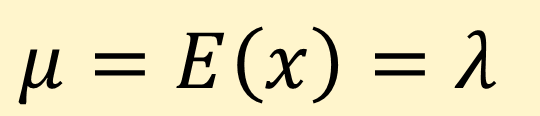 μ = E(x) = λ